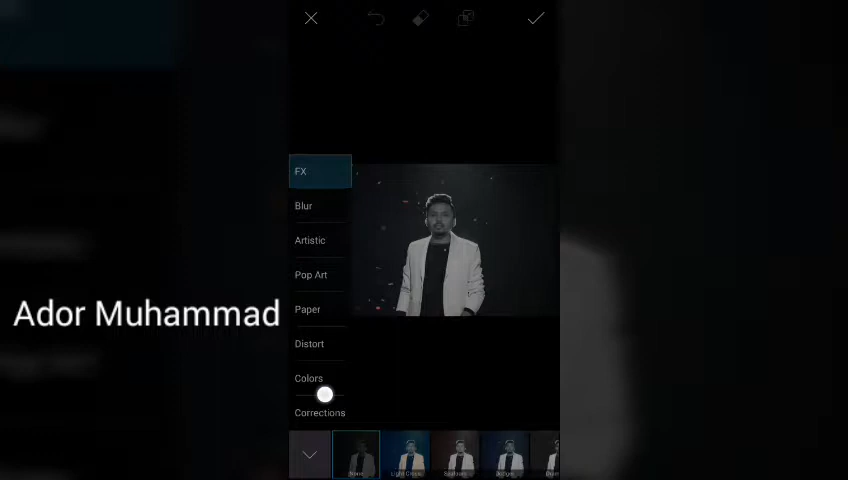 FX
Blur
Artistic
Pop Art
Paper
Distort
Colors
Corrections
Ador Muhammad